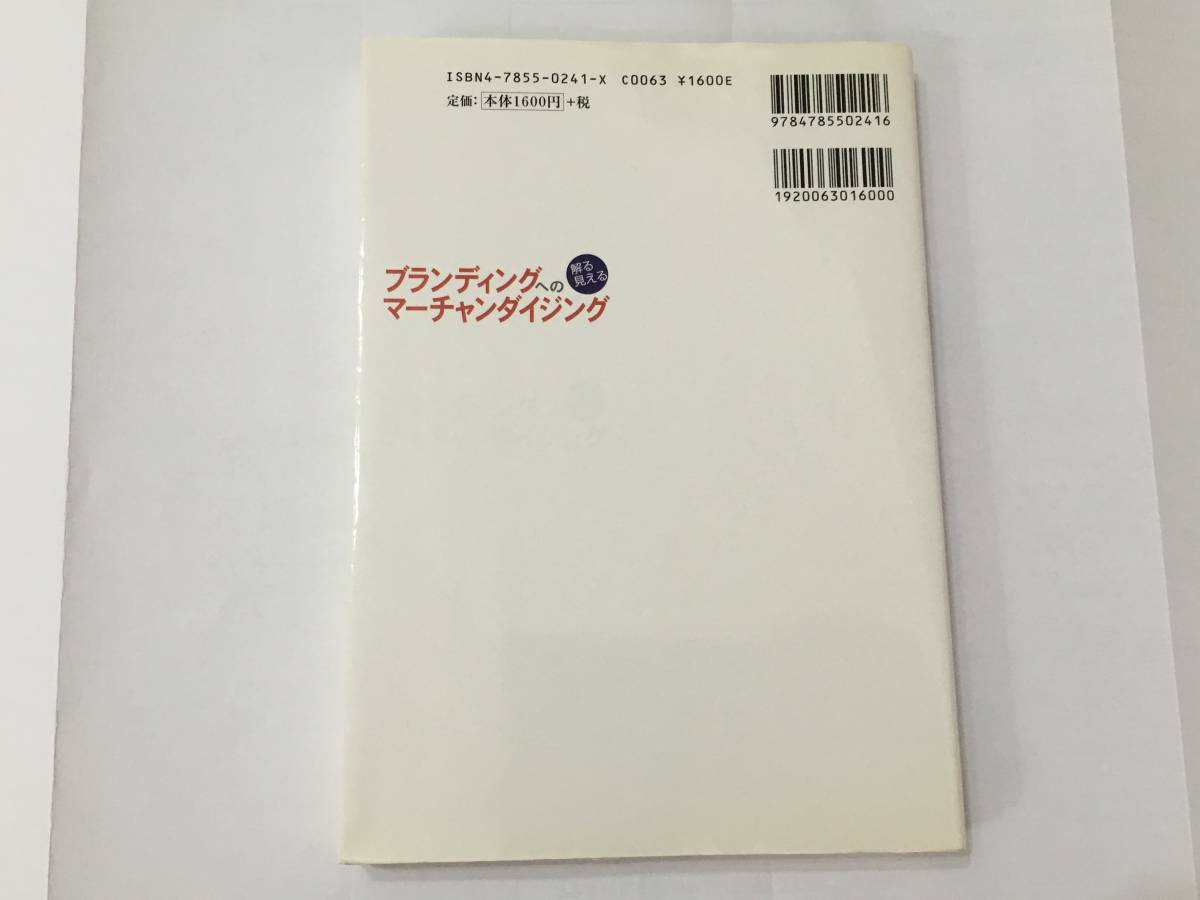 ISBN4-7855-0241-X C0063 ¥1600E
定価：本体1600円＋税
9784785502416
1920063016000
解る
見える
ブランディングへの
マーチャンダイジング